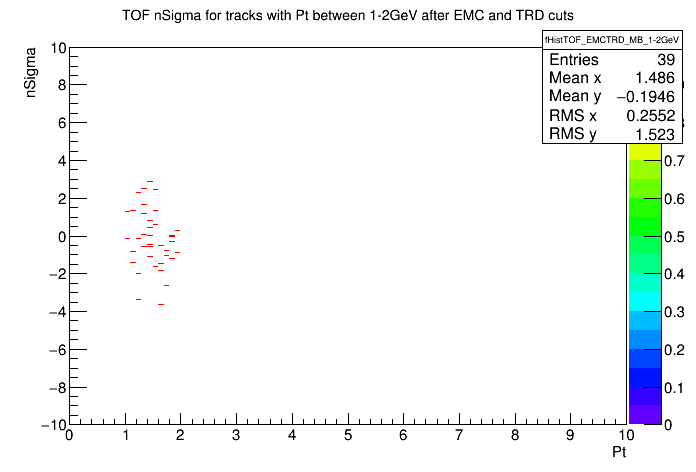 TOF nSigma for tracks with Pt between 1-2GeV after EMC and TRD cuts
fHistTOF_EMCTRD_MB_1-2GeV
Entries 39
Mean x 1.486
Mean y −0.1946
RMS x 0.2552
RMS y 1.523
nSigma
10
8
6
4
2
0
−2
−4
−6
−8
−10
0 1 2 3 4 5 6 7 8 9 10
Pt
0.7
0.6
0.5
0.4
0.3
0.2
0.1
0